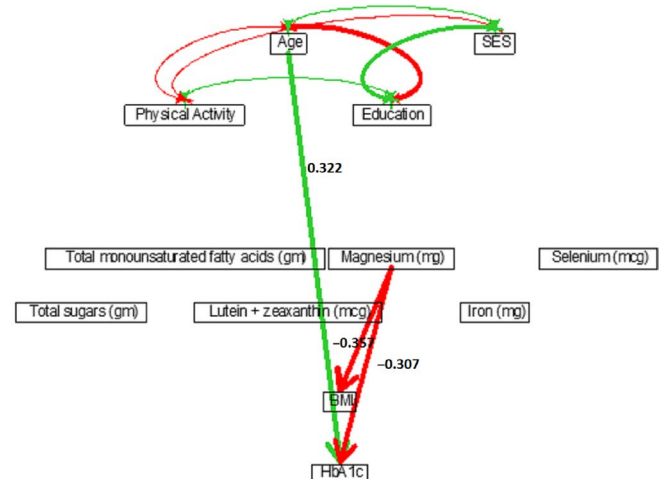 Age SES
Physical Activity Education
0.322
Total monounsaturated fatty acids (gm) Magnesium (mg) Selenium (mcg)
Total sugars (gm) Lutein + zeaxanthin (mcg) Iron (mg)
−0.357
−0.307
BMI
HbA1c